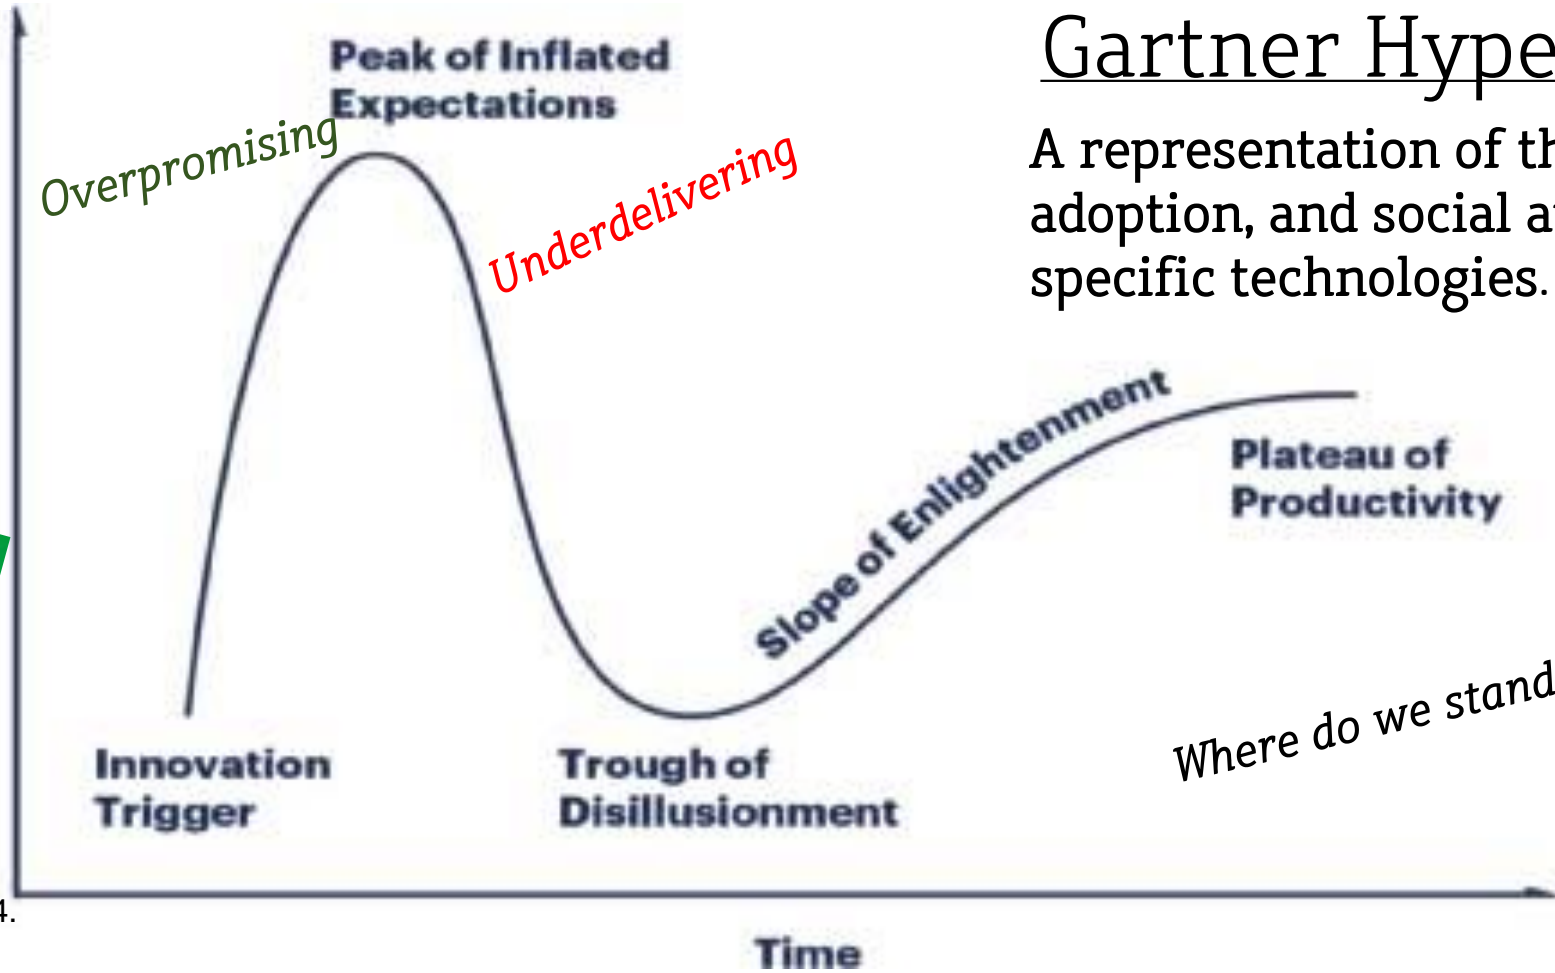 Gartner Hype
A representation of th
adoption, and social a
specific technologies.
Peak of Inflated
Expectations
Overpromising
Underdelivering
Slope of Enlightenment
Plateau of
Productivity
Where do we stand
Innovation
Trigger
Trough of
Disillusionment
4.
Time